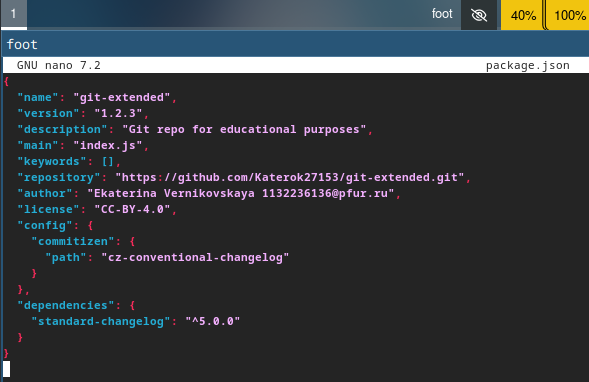 1 foot 40% 100%
foot
GNU nano 7.2 package.json
{
  "name": "git-extended",
  "version": "1.2.3",
  "description": "Git repo for educational purposes",
  "main": "index.js",
  "keywords": [],
  "repository": "https://github.com/Katerok27153/git-extended.git",
  "author": "Ekaterina Vernikovskaya 1132236136@pfur.ru",
  "license": "CC-BY-4.0",
  "config": {
    "commitizen": {
      "path": "cz-conventional-changelog"
    }
  },
  "dependencies": {
    "standard-changelog": "^5.0.0"
  }
}